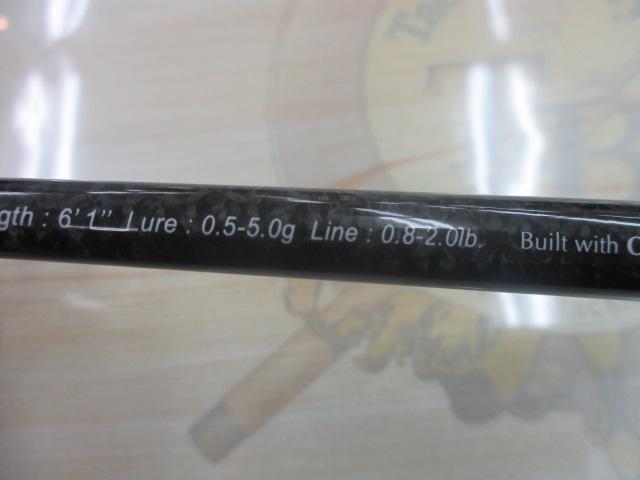 gth : 6' 1" Lure : 0.5-5.0g Line : 0.8-2.0lb. Built with